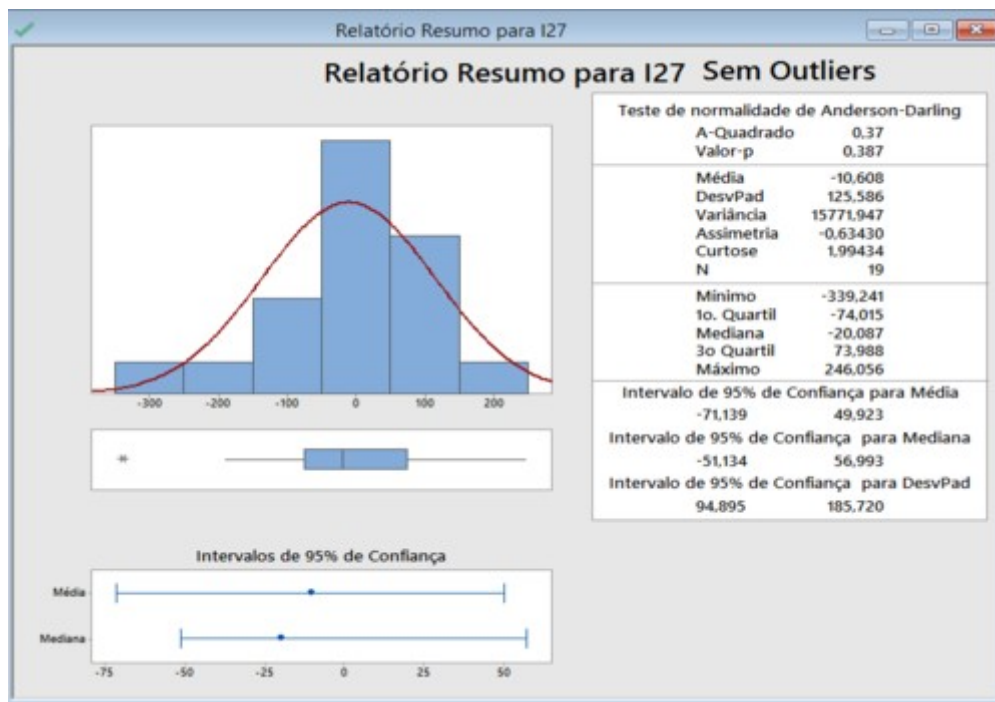 Relatório Resumo para I27
Relatório Resumo para I27 Sem Outliers
Teste de normalidade de Anderson-Darling
A-Quadrado 0,37
Valor-p 0,387
Média -10,608
DesvPad 125,586
Variância 15771,947
Assimetria -0,63430
Curtose 1,99434
N 19
Mínimo -339,241
1o. Quartil -74,015
Mediana -20,087
3o Quartil 73,988
Máximo 246,056
Intervalo de 95% de Confiança para Média
-71,139 49,923
Intervalo de 95% de Confiança para Mediana
-51,134 56,993
Intervalo de 95% de Confiança para DesvPad
94,895 185,720
-300 -200 -100 0 100 200
Intervalos de 95% de Confiança
Média
Mediana
-75 -50 -25 0 25 50